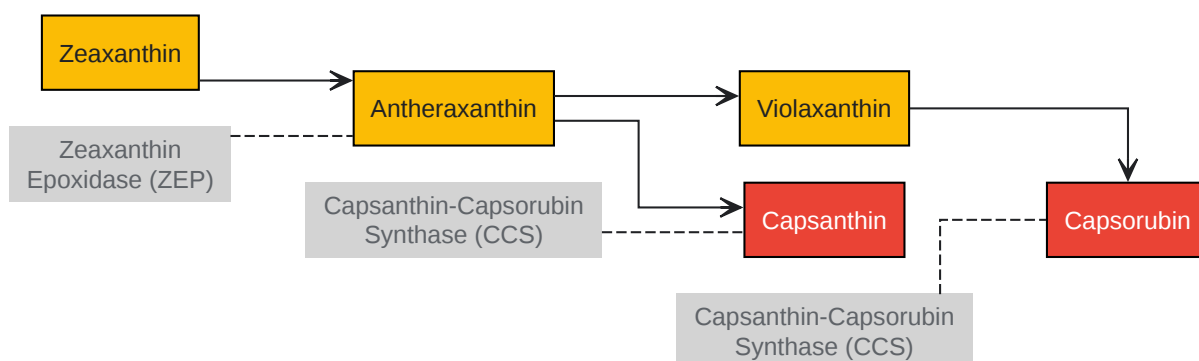 Zeaxanthin
Antheraxanthin
Violaxanthin
Zeaxanthin
Epoxidase (ZEP)
Capsanthin-Capsorubin
Synthase (CCS)
Capsanthin
Capsorubin
Capsanthin-Capsorubin
Synthase (CCS)